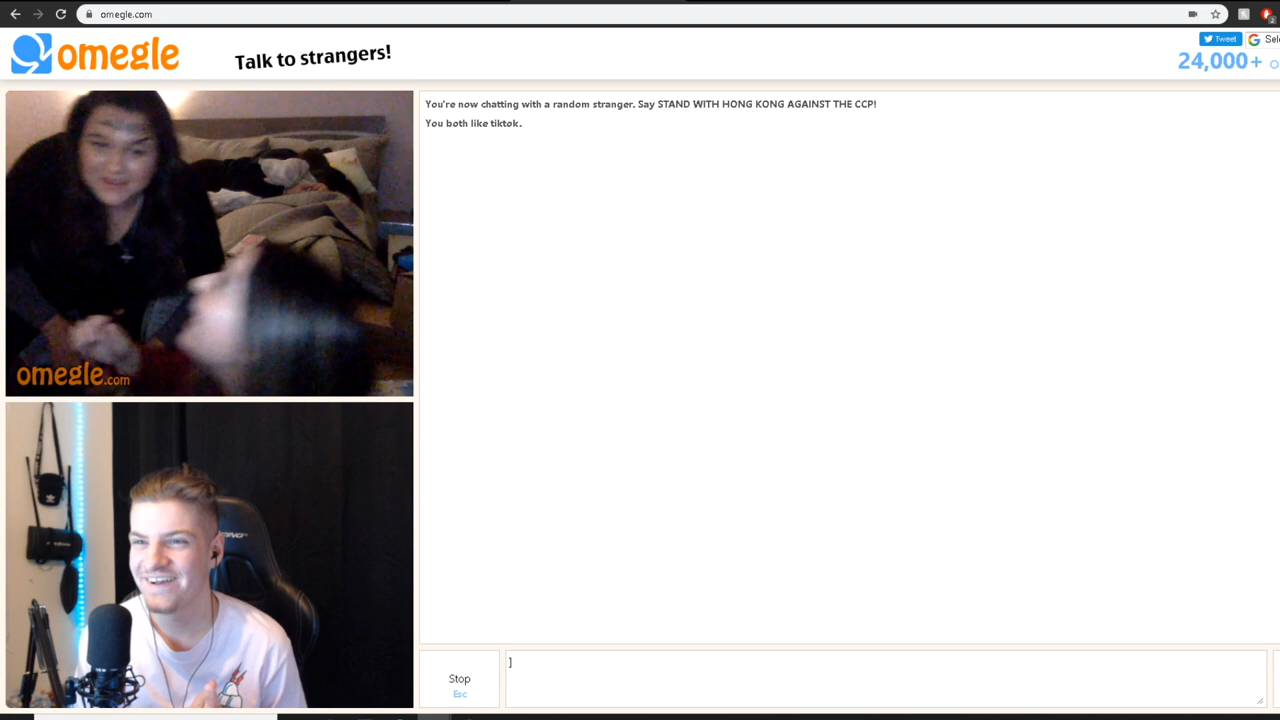 omegle.com
omegle
Talk to strangers!
Tweet
G Sel
24,000+ o
You're now chatting with a random stranger. Say STAND WITH HONG KONG AGAINST THE CCP!
You both like tiktok.
omegle.com
]
Stop
Esc